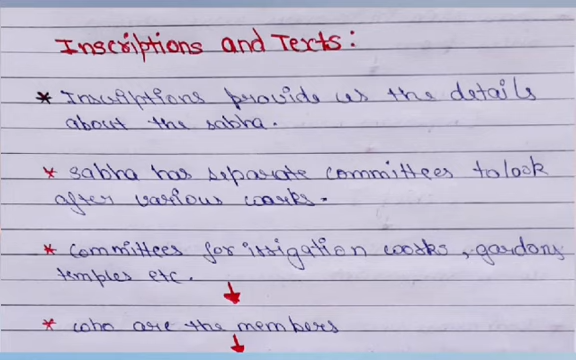 Inscriptions and Texts:
* Inscriptions provide us the details
about the sabha.
* sabha has separate committees to look
after various works.
* committees for irrigation works, gardons
temples etc.
* who are the members